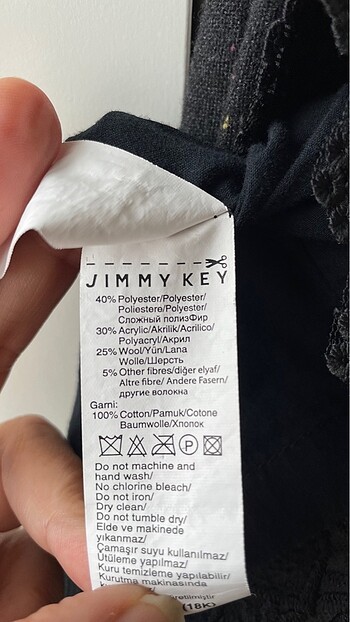 JIMMY KEY
40% Polyester/Polyester/
Poliestere/Polyester/
Сложный полиэфир
30% Acrylic/Akrilik/Acrilico/
Polyacryl/Акрил
25% Wool/Yün/Lana
Wolle/Шерсть
5% Other fibres/diğer elyaf/
Altre fibre/ Andere Fasern/
другие волокна
Garni:
100% Cotton/Pamuk/Cotone
Baumwolle/Хлопок
P
Do not machine and
hand wash/
No chlorine bleach/
Do not iron/
Dry clean/
Do not tumble dry/
Elde ve makinede
yıkanmaz/
Çamaşır suyu kullanılmaz/
Ütüleme yapılmaz/
Kuru temizleme yapılabilir/
Kurutma makinasında
(18K)